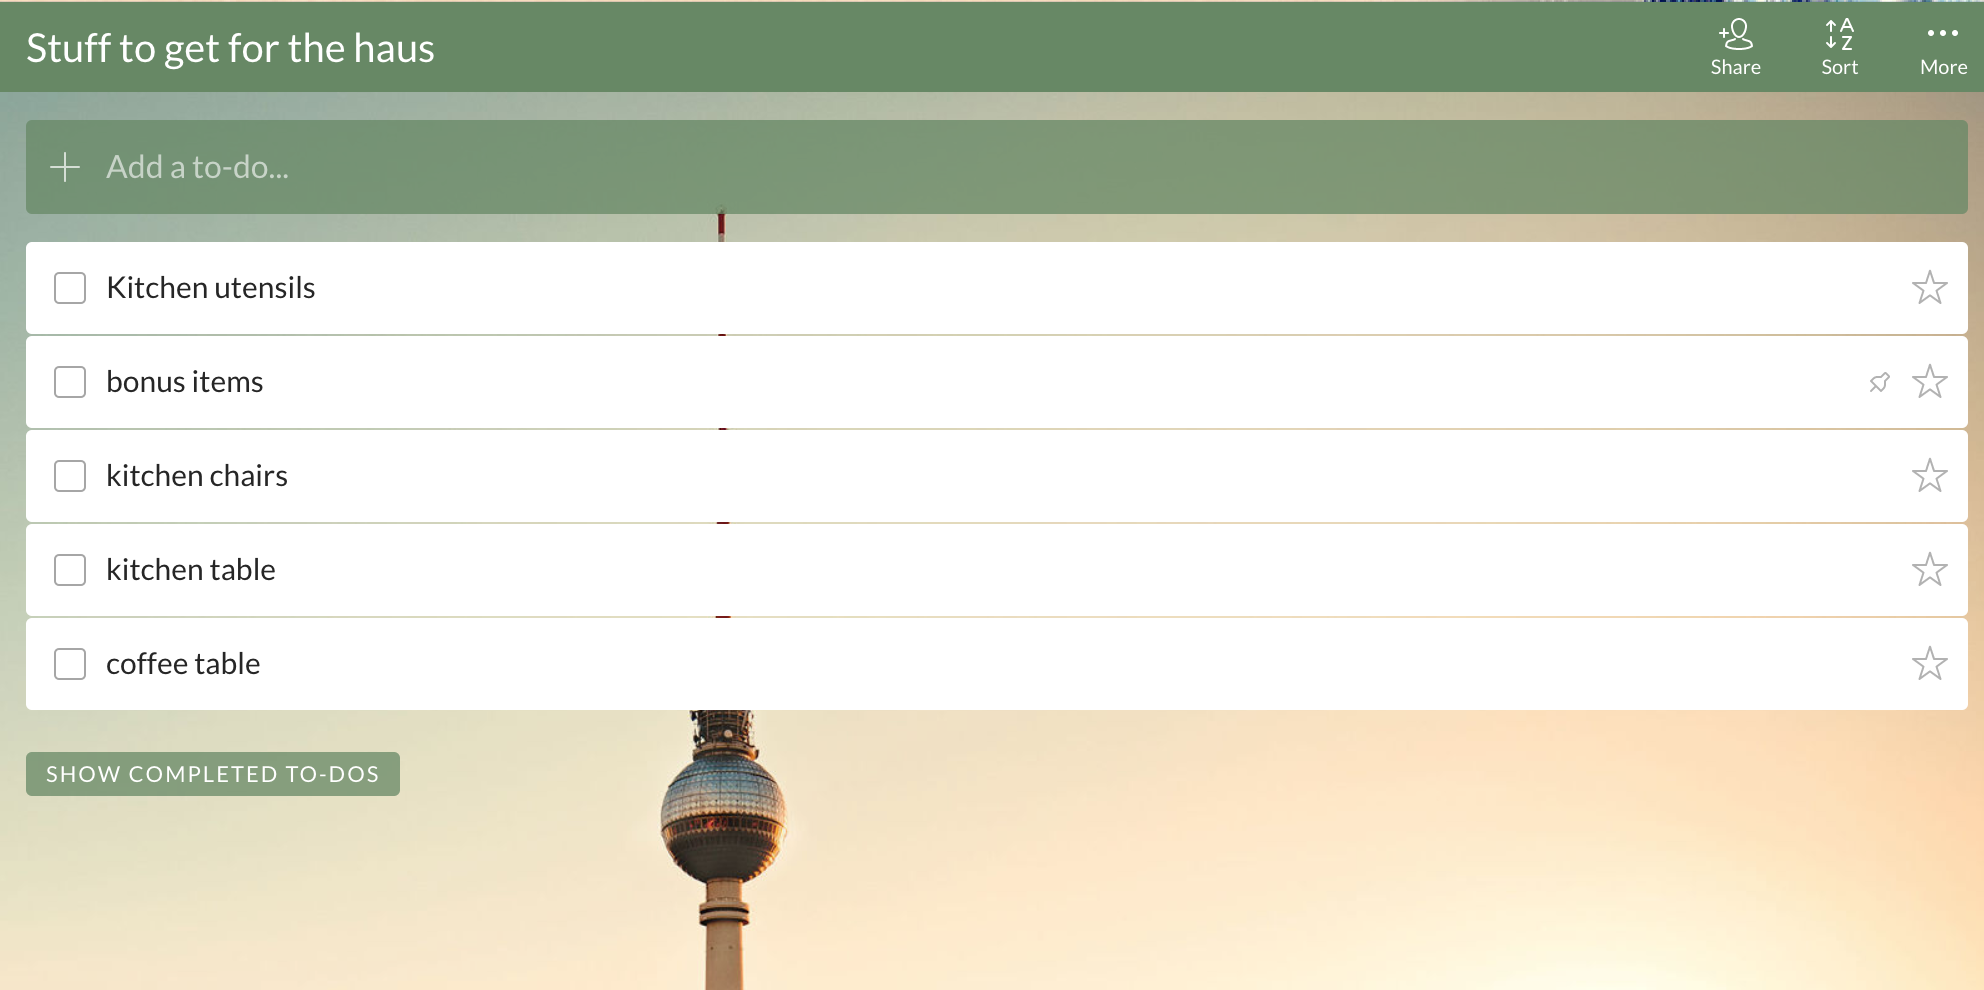 Stuff to get for the haus
Share
Sort
More
Add a to-do...
Kitchen utensils
bonus items
kitchen chairs
kitchen table
coffee table
SHOW COMPLETED TO-DOS